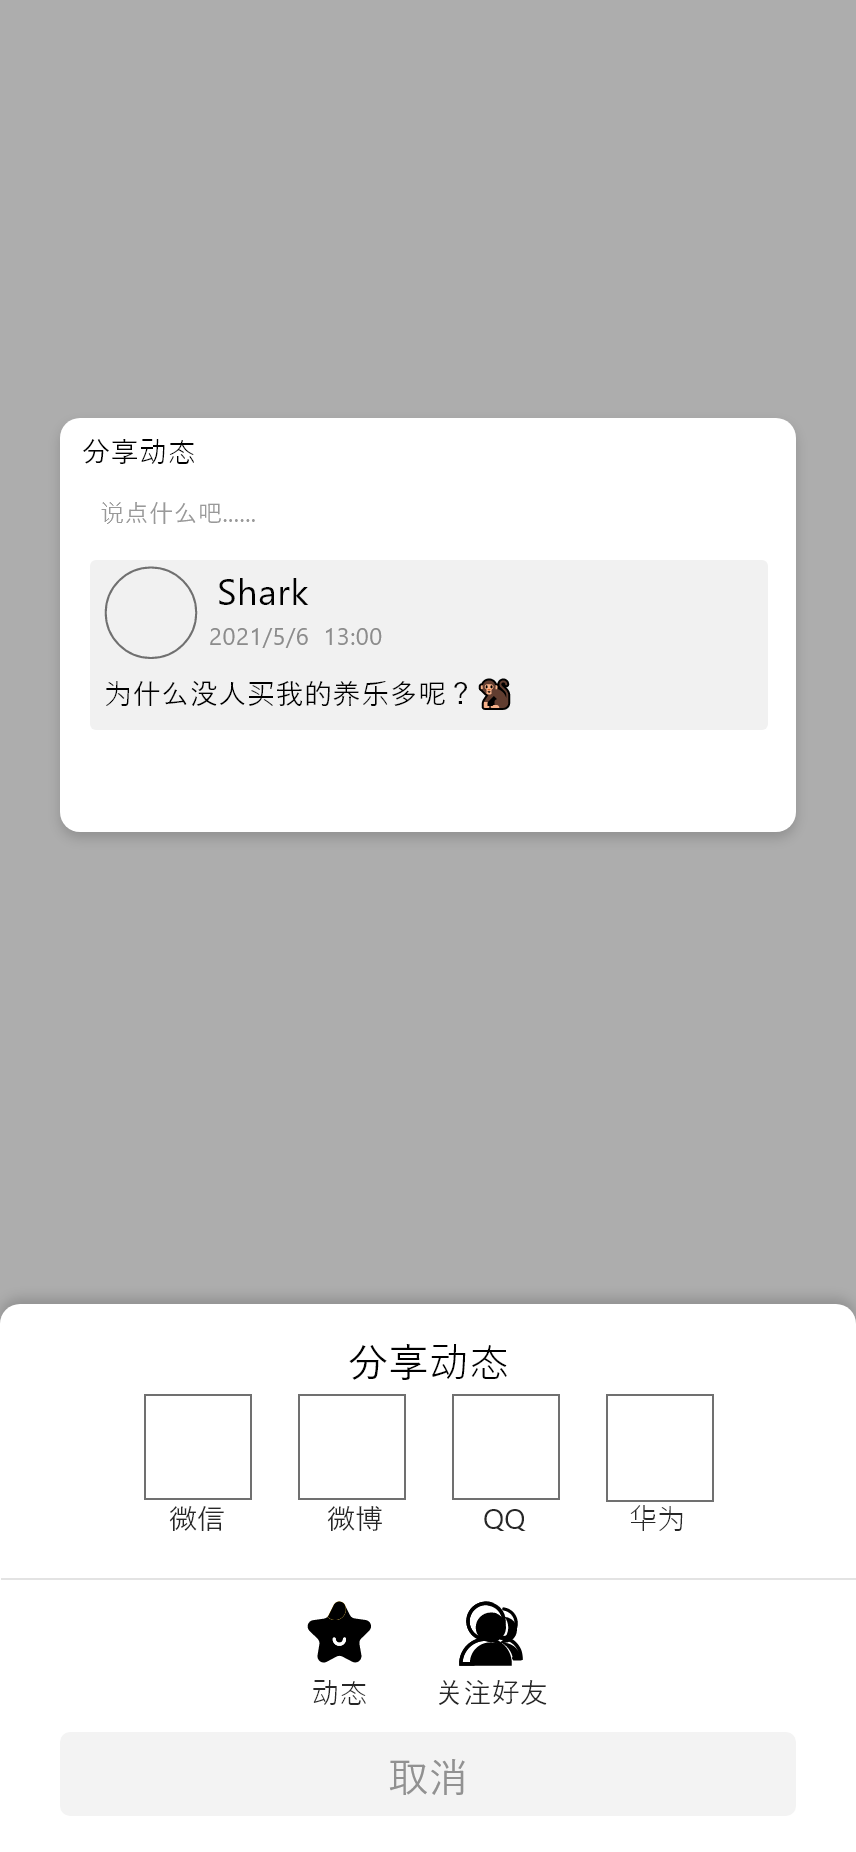 分享动态
说点什么吧......
Shark
2021/5/6 13:00
为什么没人买我的养乐多呢？🐒
分享动态
微信 微博 QQ 华为
动态 关注好友
取消